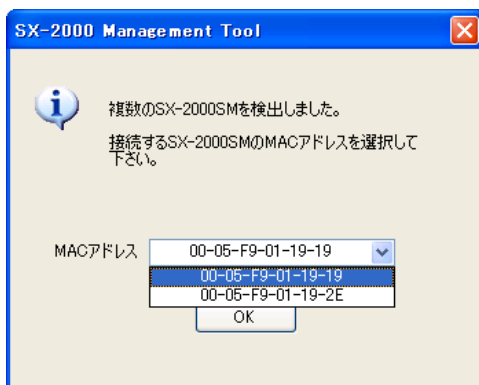 SX-2000 Management Tool
複数のSX-2000SMを検出しました。
接続するSX-2000SMのMACアドレスを選択して
下さい。
MACアドレス 00-05-F9-01-19-19
00-05-F9-01-19-19
00-05-F9-01-19-2E
OK